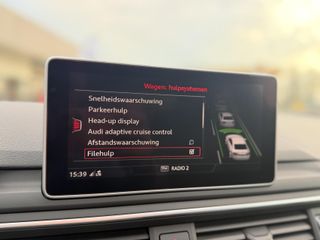 Wagen: hulpsystemen
Snelheidswaarschuwing
Parkeerhulp
Head-up display
Audi adaptive cruise control
Afstandswaarschuwing
Filehulp
15:39
RADIO 2